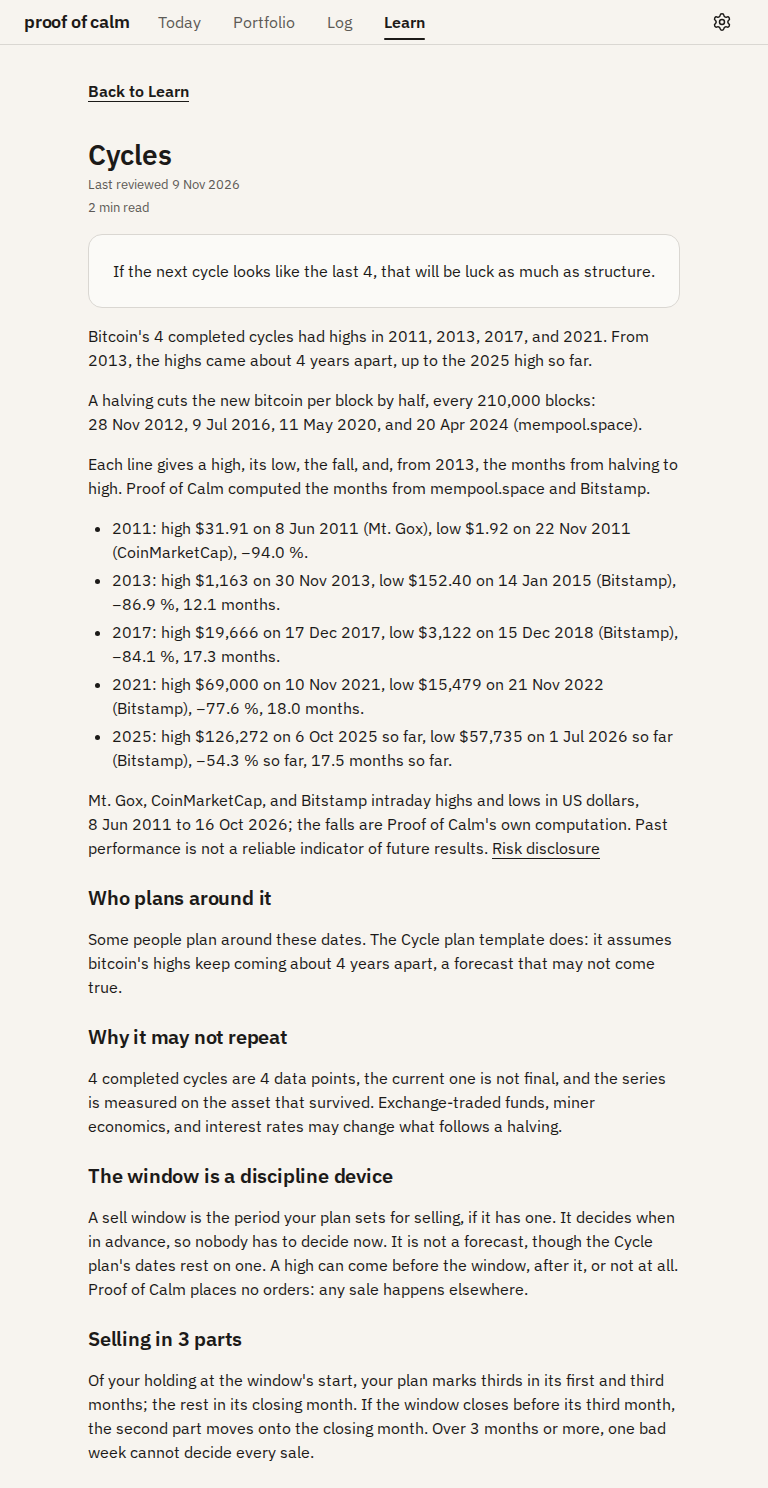 proof of calm Today Portfolio Log Learn
Back to Learn
Cycles
Last reviewed 9 Nov 2026
2 min read
If the next cycle looks like the last 4, that will be luck as much as structure.
Bitcoin's 4 completed cycles had highs in 2011, 2013, 2017, and 2021. From
2013, the highs came about 4 years apart, up to the 2025 high so far.
A halving cuts the new bitcoin per block by half, every 210,000 blocks:
28 Nov 2012, 9 Jul 2016, 11 May 2020, and 20 Apr 2024 (mempool.space).
Each line gives a high, its low, the fall, and, from 2013, the months from halving to
high. Proof of Calm computed the months from mempool.space and Bitstamp.
• 2011: high $31.91 on 8 Jun 2011 (Mt. Gox), low $1.92 on 22 Nov 2011
(CoinMarketCap), −94.0 %.
• 2013: high $1,163 on 30 Nov 2013, low $152.40 on 14 Jan 2015 (Bitstamp),
−86.9 %, 12.1 months.
• 2017: high $19,666 on 17 Dec 2017, low $3,122 on 15 Dec 2018 (Bitstamp),
−84.1 %, 17.3 months.
• 2021: high $69,000 on 10 Nov 2021, low $15,479 on 21 Nov 2022
(Bitstamp), −77.6 %, 18.0 months.
• 2025: high $126,272 on 6 Oct 2025 so far, low $57,735 on 1 Jul 2026 so far
(Bitstamp), −54.3 % so far, 17.5 months so far.
Mt. Gox, CoinMarketCap, and Bitstamp intraday highs and lows in US dollars,
8 Jun 2011 to 16 Oct 2026; the falls are Proof of Calm's own computation. Past
performance is not a reliable indicator of future results. Risk disclosure
Who plans around it
Some people plan around these dates. The Cycle plan template does: it assumes
bitcoin's highs keep coming about 4 years apart, a forecast that may not come
true.
Why it may not repeat
4 completed cycles are 4 data points, the current one is not final, and the series
is measured on the asset that survived. Exchange-traded funds, miner
economics, and interest rates may change what follows a halving.
The window is a discipline device
A sell window is the period your plan sets for selling, if it has one. It decides when
in advance, so nobody has to decide now. It is not a forecast, though the Cycle
plan's dates rest on one. A high can come before the window, after it, or not at all.
Proof of Calm places no orders: any sale happens elsewhere.
Selling in 3 parts
Of your holding at the window's start, your plan marks thirds in its first and third
months; the rest in its closing month. If the window closes before its third month,
the second part moves onto the closing month. Over 3 months or more, one bad
week cannot decide every sale.